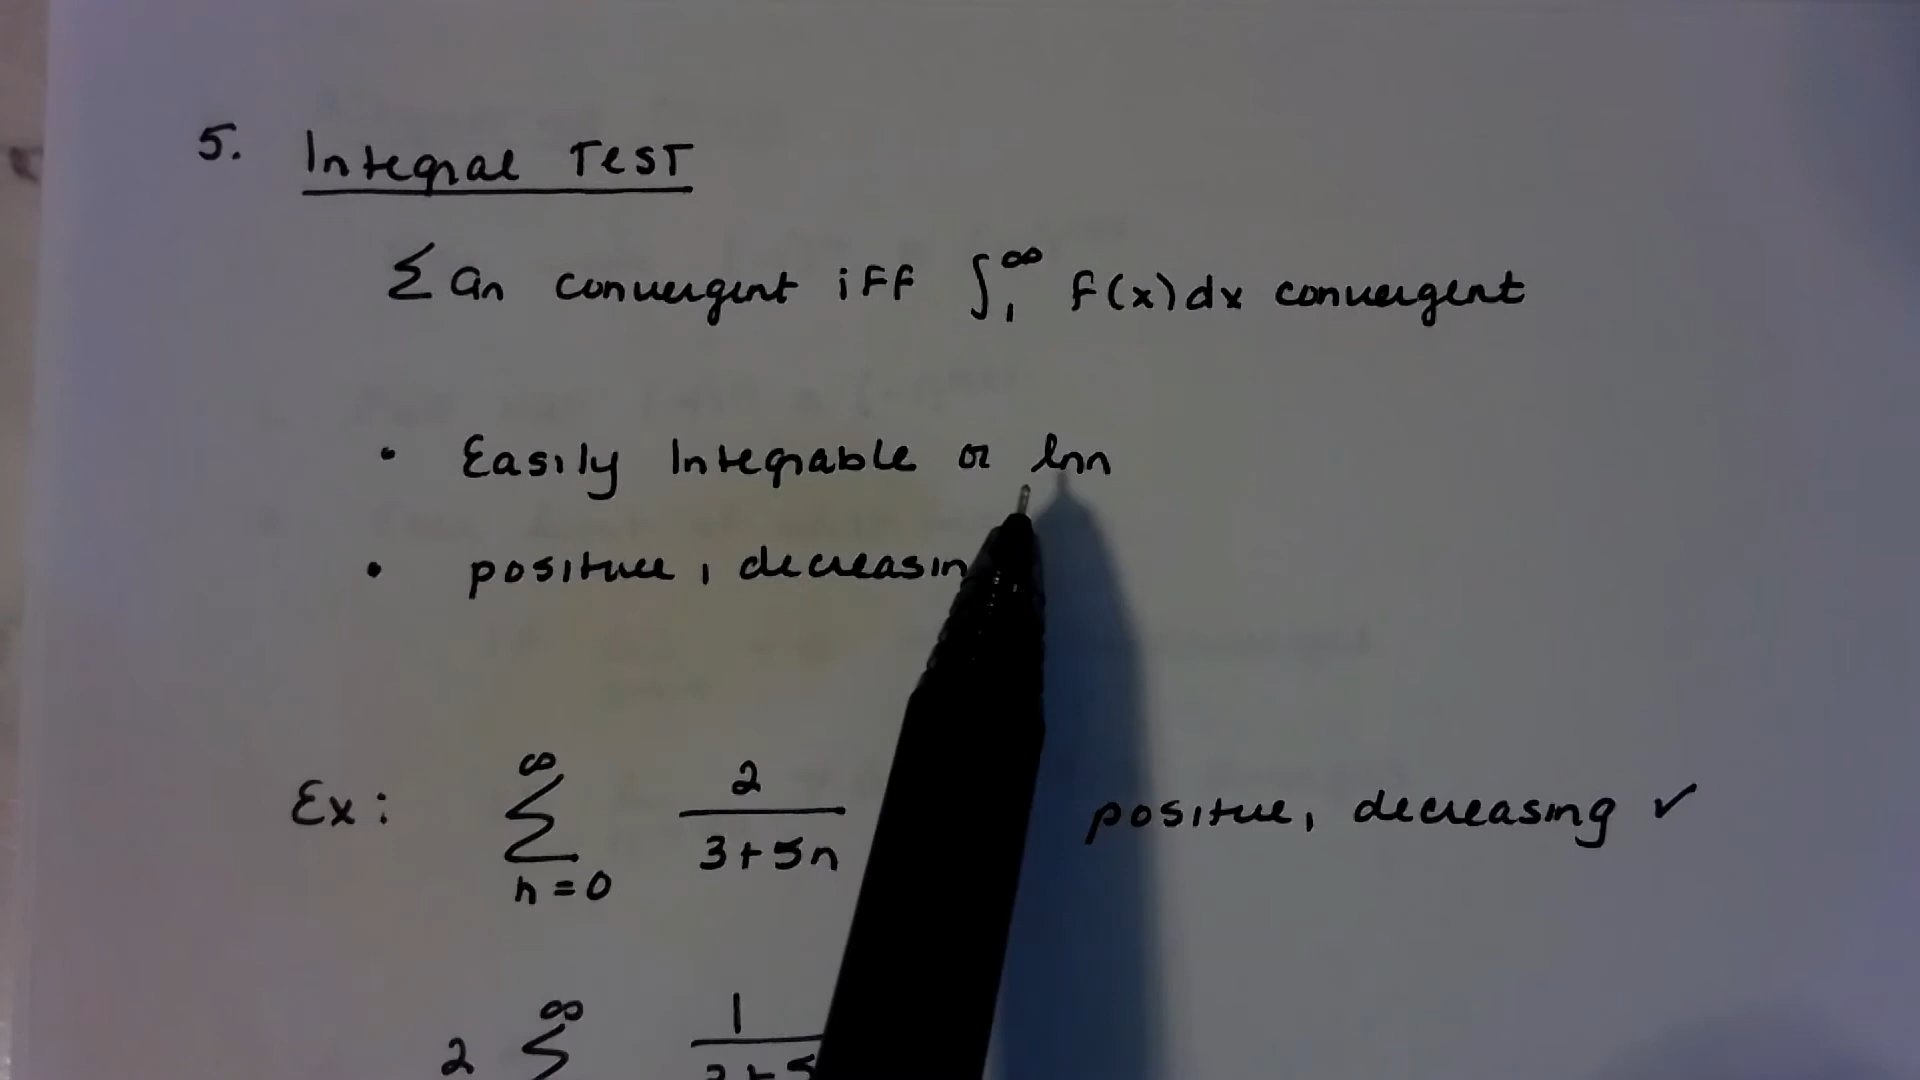 5. Integral Test
Σ an convergent iff ∫₁^∞ f(x)dx convergent
• Easily Integrable or ln n
• positive, decreasin
Ex: ∞ Σ n=0 2/(3+5n) positive, decreasing ✓
2 ∞ Σ 1